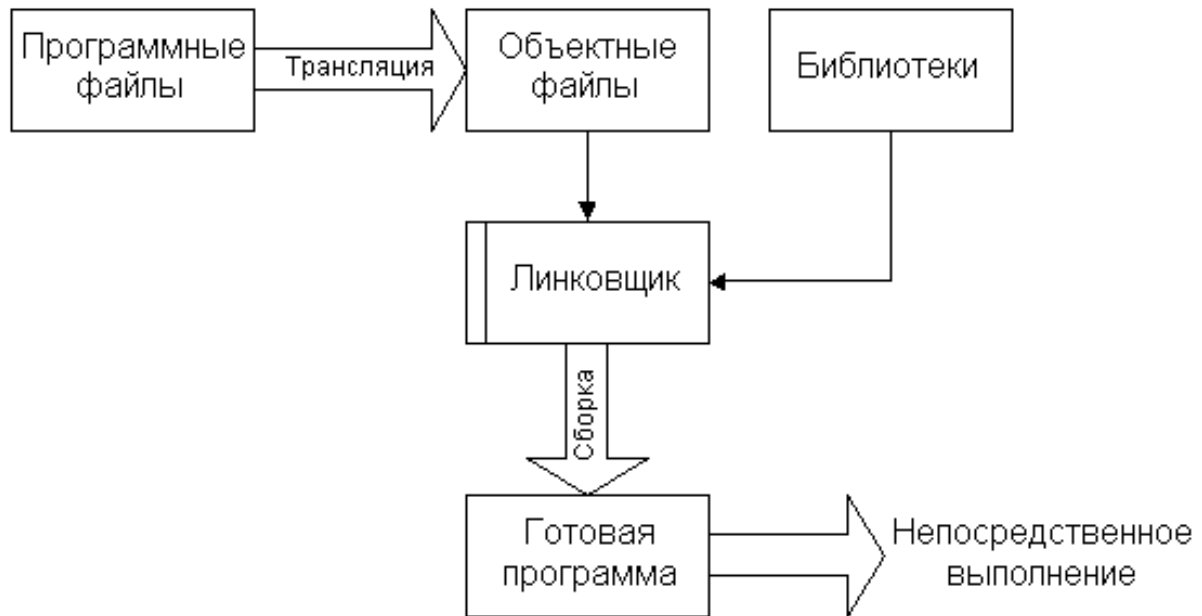 Программные
файлы
Трансляция
Объектные
файлы
Библиотеки
Линковщик
Сборка
Готовая
программа
Непосредственное
выполнение